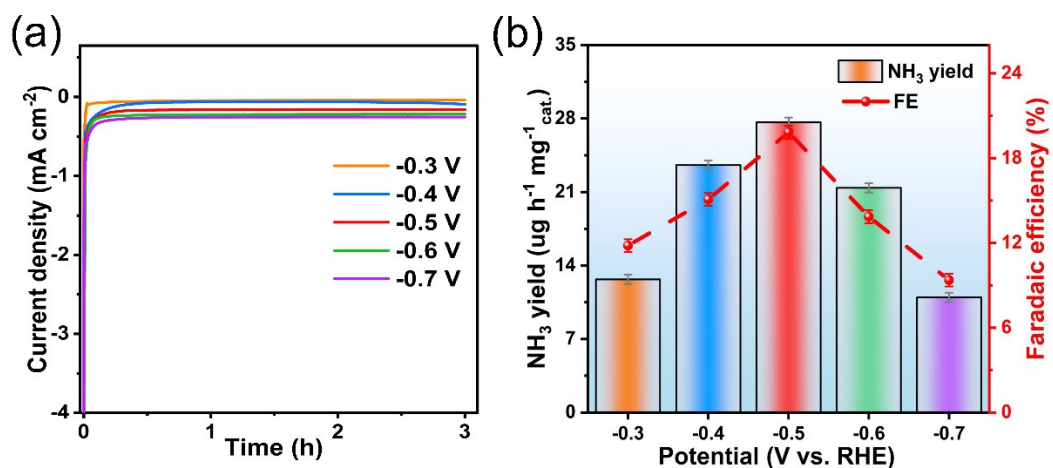 (a)
Current density (mA cm⁻²)
0
-1
-2
-3
-4
-0.3 V
-0.4 V
-0.5 V
-0.6 V
-0.7 V
0
1
2
3
Time (h)
(b)
NH₃ yield (ug h⁻¹ mg⁻¹cat.)
35
28
21
14
7
0
NH₃ yield
FE
24
18
12
6
0
Faradaic efficiency (%)
-0.3
-0.4
-0.5
-0.6
-0.7
Potential (V vs. RHE)